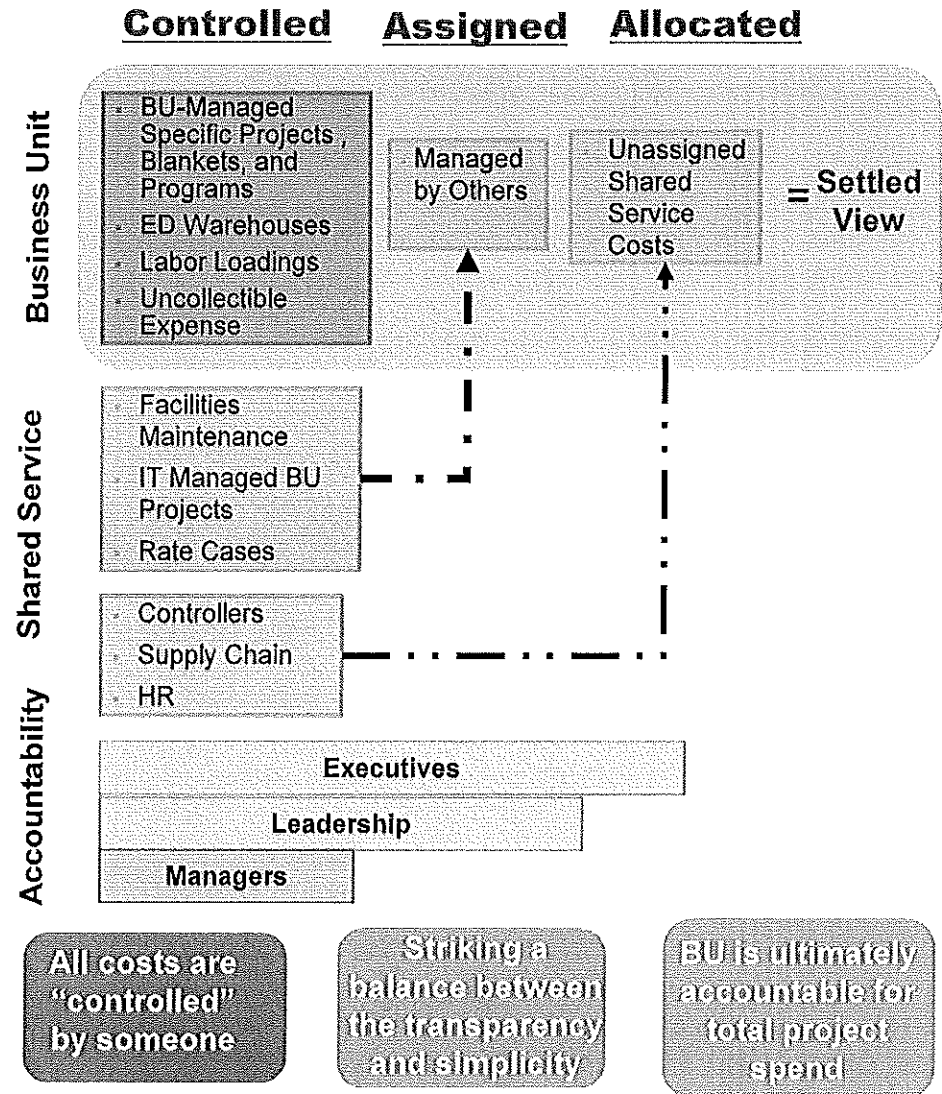 Controlled Assigned Allocated
Business Unit
· BU-Managed
Specific Projects ,
Blankets, and
Programs
· ED Warehouses
· Labor Loadings
· Uncollectible
Expense
Managed
by Others
Unassigned
Shared
Service
Costs
= Settled
View
Shared Service
· Facilities
Maintenance
· IT Managed BU
Projects
· Rate Cases
· Controllers
· Supply Chain
· HR
Accountability
Executives
Leadership
Managers
All costs are
“controlled”
by someone
Striking a
balance between
the transparency
and simplicity
BU is ultimately
accountable for
total project
spend